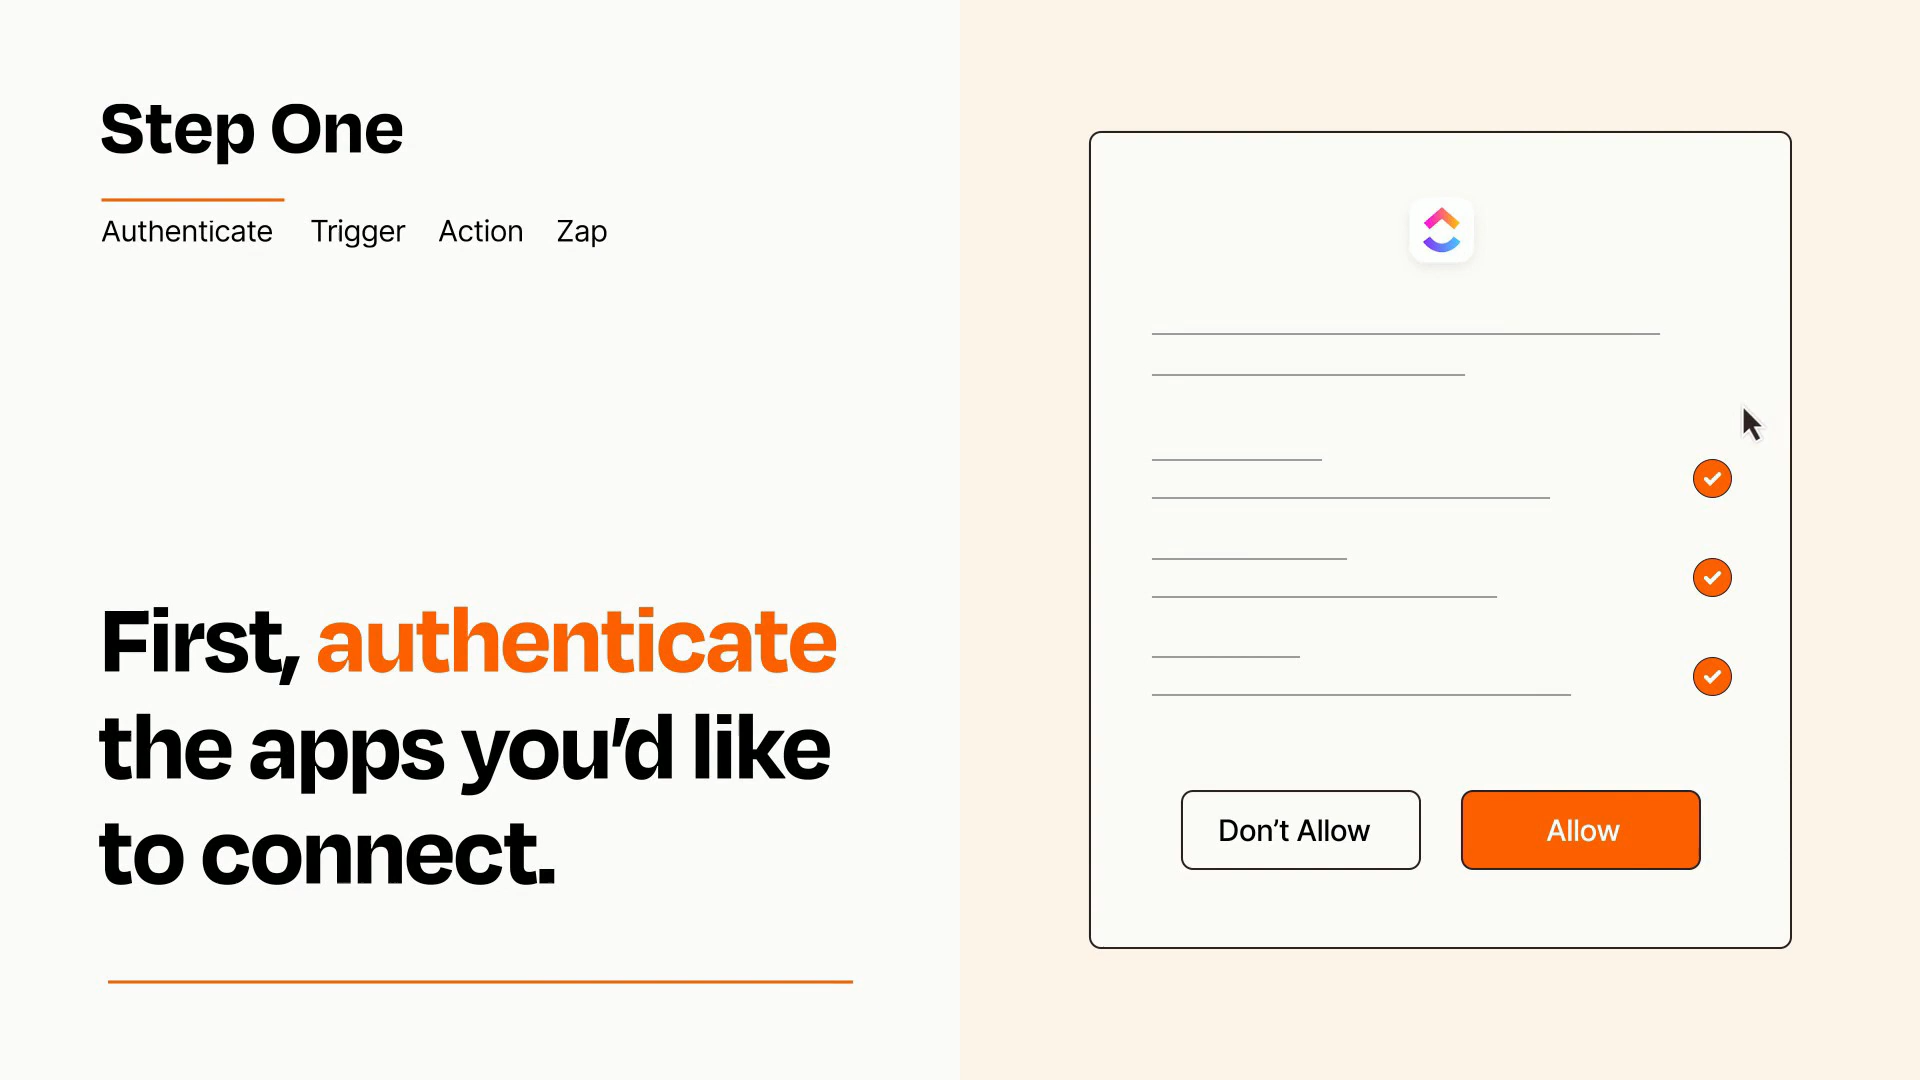 Step One
Authenticate Trigger Action Zap
First, authenticate
the apps you’d like
to connect.
Don’t Allow
Allow